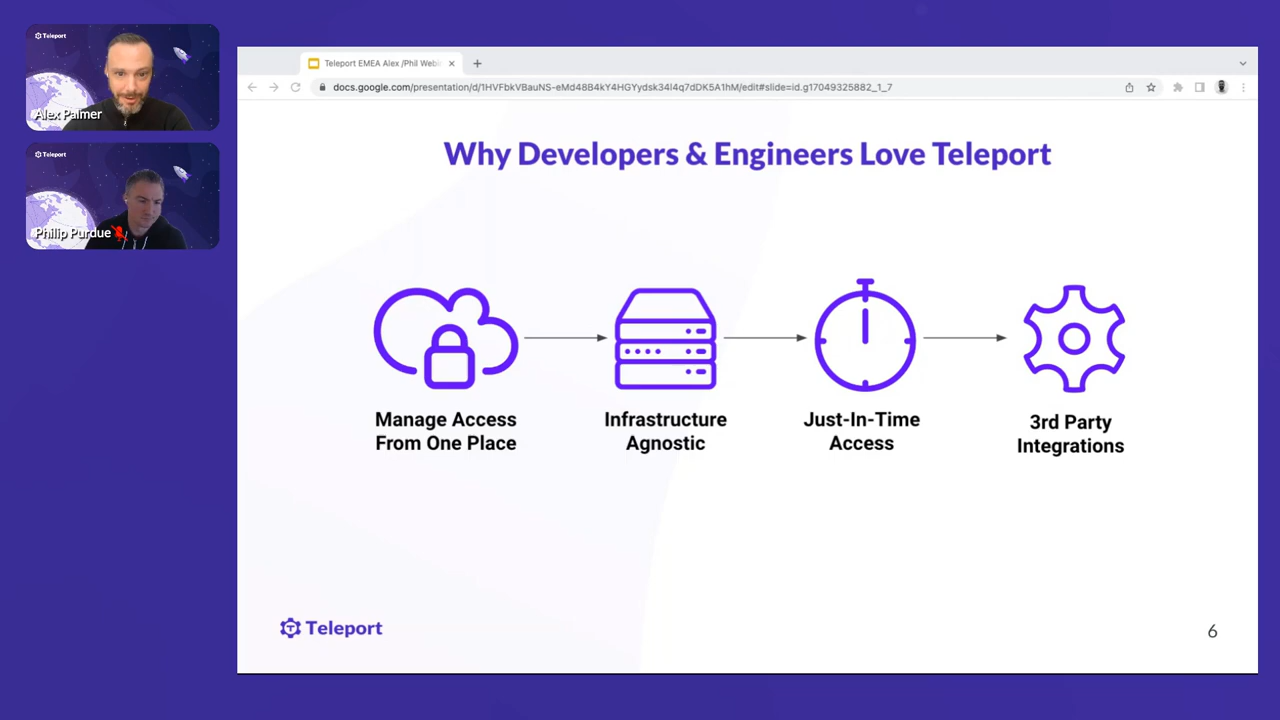 Teleport
Alex Palmer
Teleport
Philip Purdue
Teleport EMEA Alex /Phil Webi
docs.google.com/presentation/d/1HVFbkVBauNS-eMd48B4kY4HGYydsk34l4q7dDK5A1hM/edit#slide=id.g17049325882_1_7
Why Developers & Engineers Love Teleport
Manage Access
From One Place
Infrastructure
Agnostic
Just-In-Time
Access
3rd Party
Integrations
Teleport
6